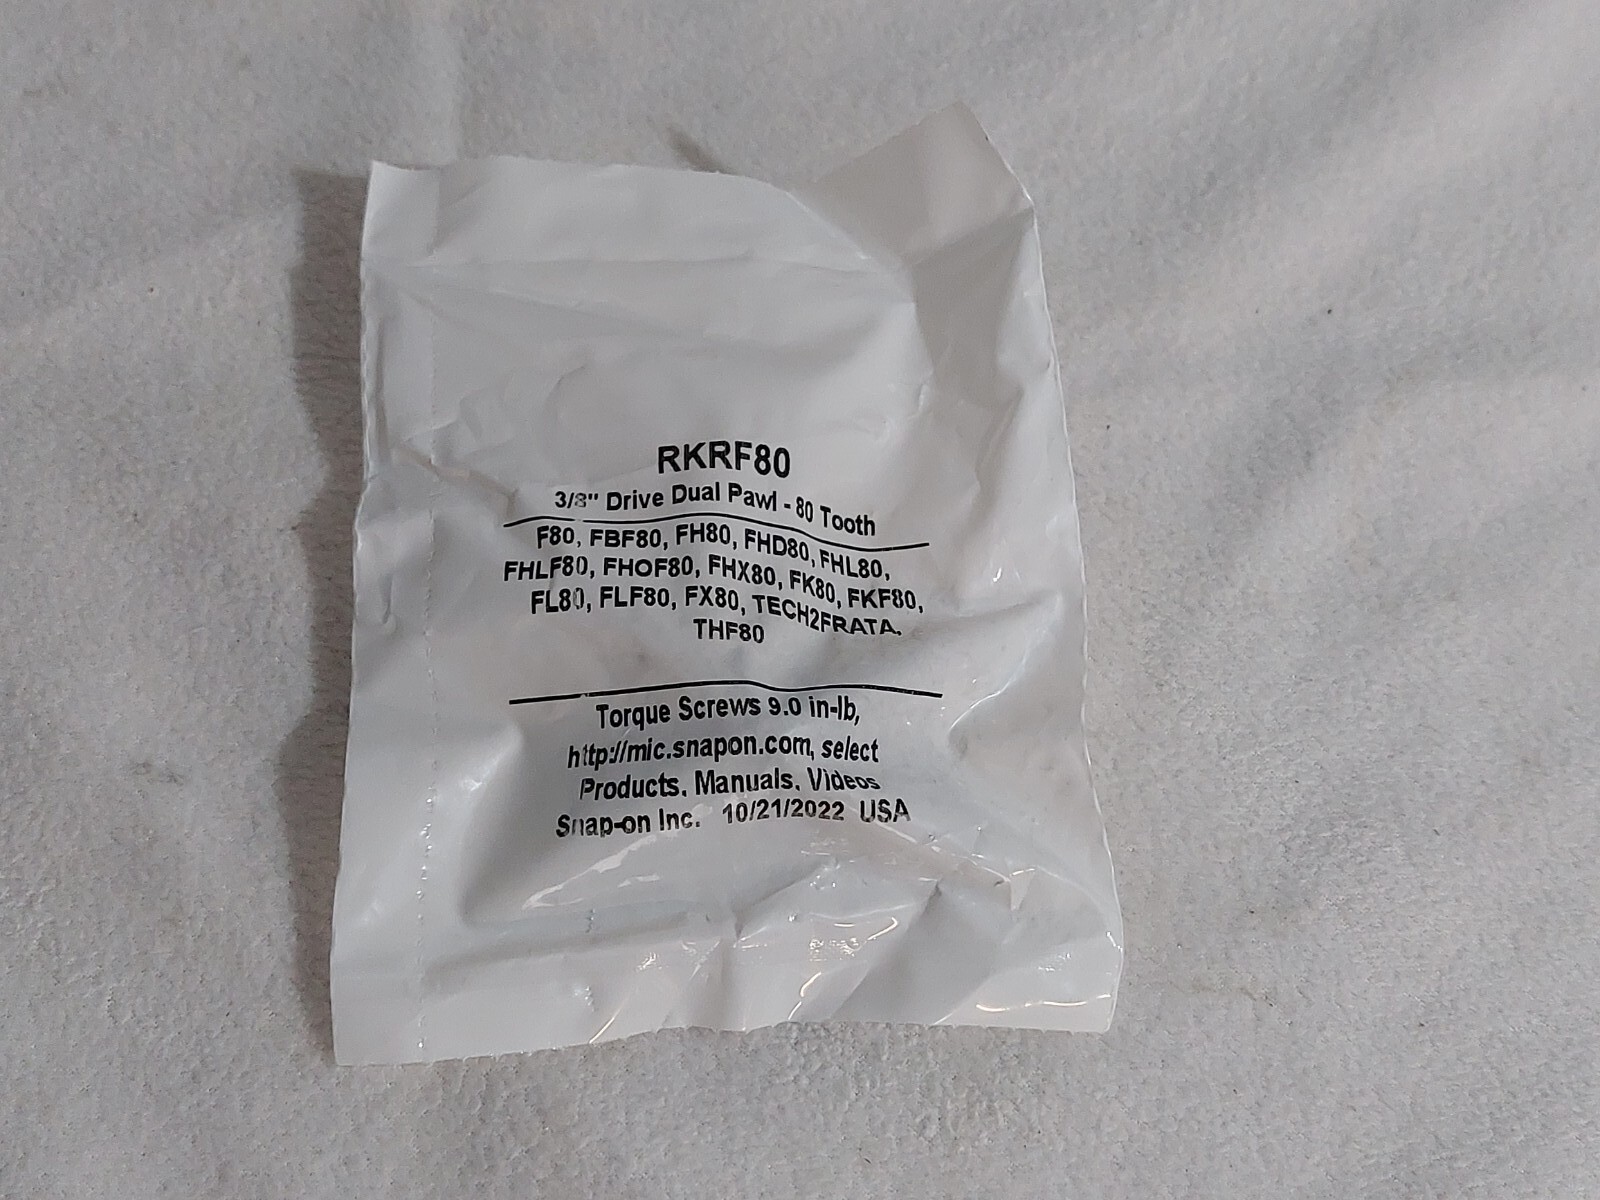 RKRF80
3/8" Drive Dual Pawl - 80 Tooth
F80, FBF80, FH80, FHD80, FHL80,
FHLF80, FHOF80, FHX80, FK80, FKF80,
FL80, FLF80, FX80, TECH2FRATA,
THF80
Torque Screws 9.0 in-lb,
http://mic.snapon.com, select
Products, Manuals, Videos
Snap-on Inc. 10/21/2022 USA